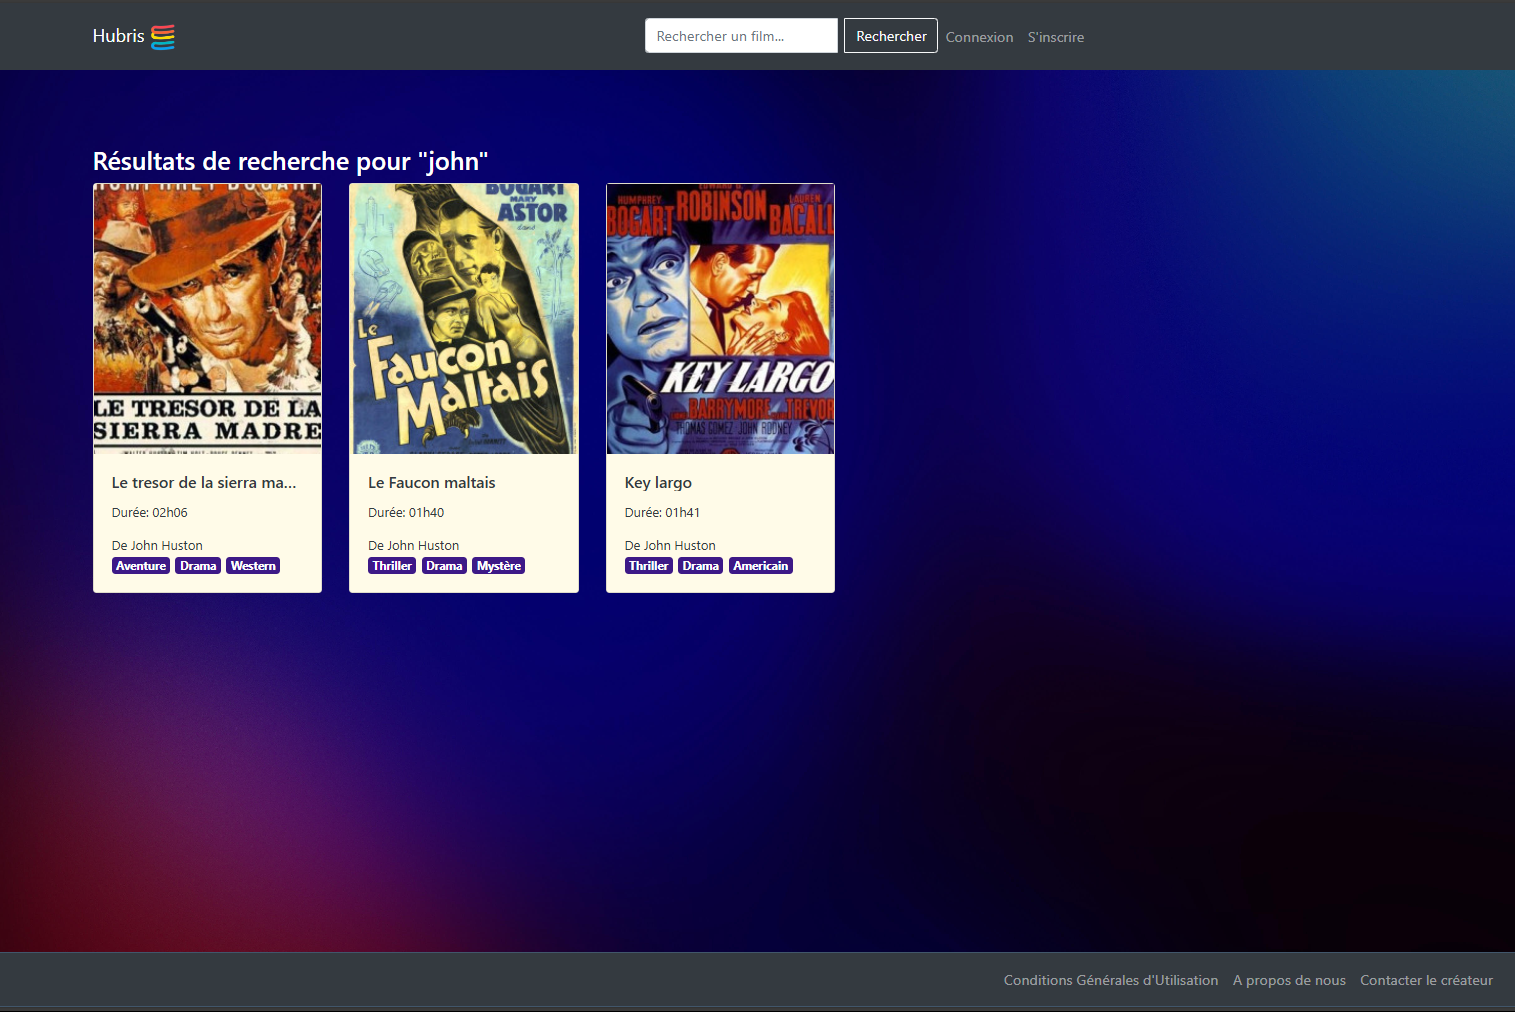 Hubris
Rechercher un film...
Rechercher
Connexion
S'inscrire
Résultats de recherche pour "john"
HUMPHREY BOGART
LE TRESOR DE LA
SIERRA MADRE
Le tresor de la sierra ma...
Durée: 02h06
De John Huston
Aventure Drama Western
BOGART
MARY
ASTOR
Le
Faucon
Maltais
Le Faucon maltais
Durée: 01h40
De John Huston
Thriller Drama Mystère
EDWARD G.
HUMPHREY
BOGART
ROBINSON
LAUREN
BACALL
KEY LARGO
BARRYMORE
TREVOR
THOMAS GOMEZ JOHN RODNEY
Key largo
Durée: 01h41
De John Huston
Thriller Drama Americain
Conditions Générales d'Utilisation
A propos de nous
Contacter le créateur